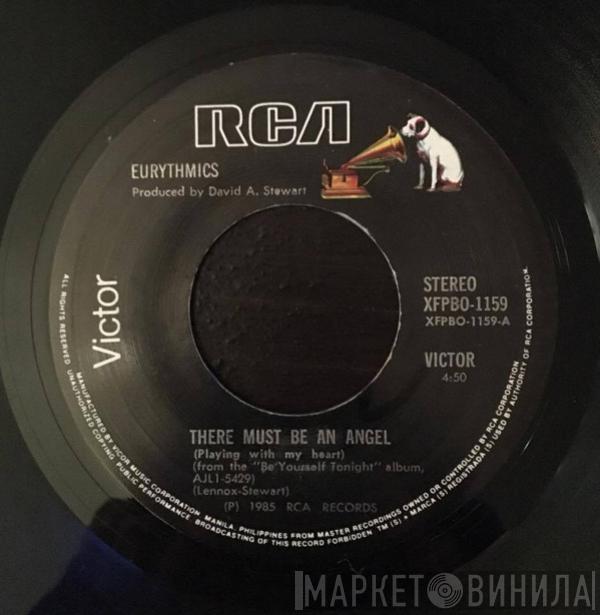 RCA
EURYTHMICS
Produced by David A. Stewart
Victor
STEREO
XFPBO-1159
XFPBO-1159-A
VICTOR
4:50
THERE MUST BE AN ANGEL
(Playing with my heart)
(from the "Be Yourself Tonight" album,
AJL1-5429)
(Lennox-Stewart)
(P) 1985 RCA RECORDS
ALL RIGHTS RESERVED UNAUTHORIZED COPYING PUBLIC PERFORMANCE BROADCASTING OF THIS RECORD FORBIDDEN. TM(S) ® MARCA(S) REGISTRADA(S) USED BY AUTHORITY OF RCA CORPORATION.
MANUFACTURED BY VICOR MUSIC CORPORATION MANILA, PHILIPPINES FROM MASTER RECORDINGS OWNED OR CONTROLLED BY RCA CORPORATION
МАРКЕТ ВИНИЛА